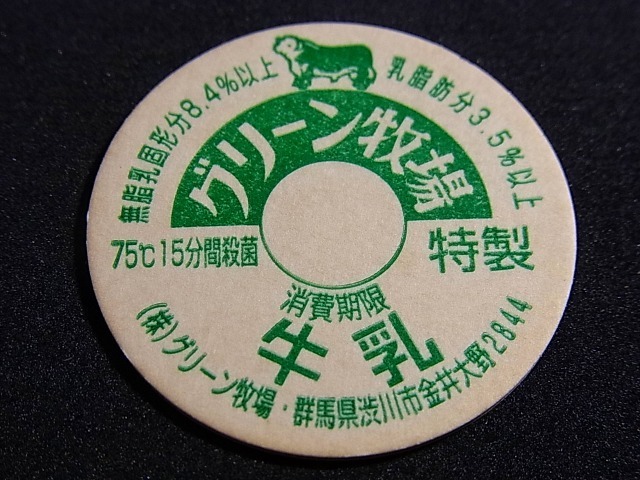 無脂乳固形分8.4%以上
乳脂肪分3.5%以上
グリーン牧場
75℃15分間殺菌
特製
消費期限
牛乳
(株)グリーン牧場・群馬県渋川市金井大野2844